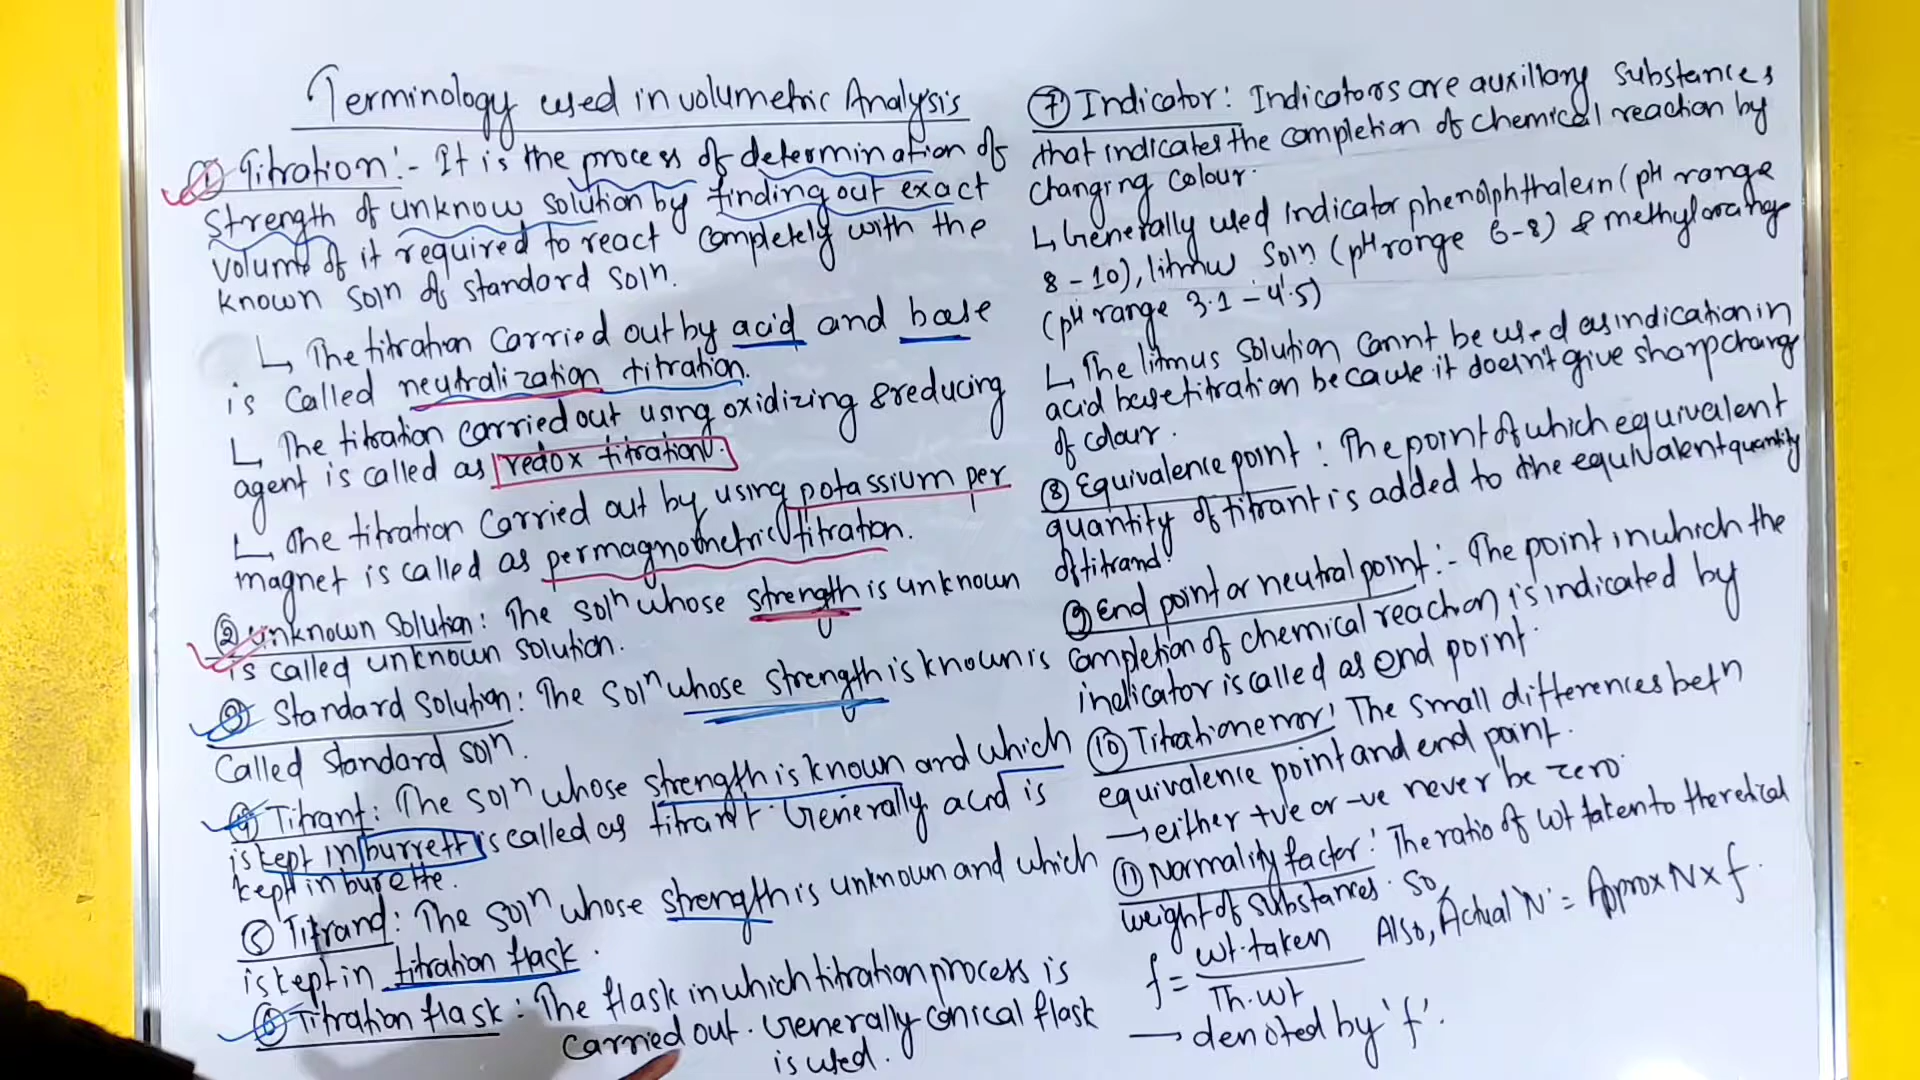 Terminology used in volumetric Analysis
① Titration :- It is the process of determination of
strength of unknow solution by finding out exact
volume of it required to react completely with the
known soln of standard soln.
↳ The titration carried out by acid and base
is called neutralization titration.
↳ The titration carried out using oxidizing & reducing
agent is called as redox titration.
↳ The titration carried out by using potassium per
magnet is called as permagnometric titration.
② Unknown solution : The soln whose strength is unknown
is called unknown solution.
③ Standard solution : The soln whose strength is known is
called standard soln.
④ Titrant : The soln whose strength is known and which
is kept in burrett is called as titrant. Generally acid is
kept in burette.
⑤ Titrand : The soln whose strength is unknown and which
is kept in titration flask.
⑥ Titration flask : The flask in which titration process is
carried out. Generally conical flask
is used.
⑦ Indicator : Indicators are auxillary substances
that indicates the completion of chemical reaction by
changing colour.
↳ Generally used indicator phenolphthalein (pH range
8-10), litmus soln (pH range 6-8) & methyl orange
(pH range 3.1-4.5)
↳ The litmus solution cannt be used as indication in
acid base titration because it doesn't give sharp change
of colour.
⑧ Equivalence point : The point of which equivalent
quantity of titrant is added to the equivalent quantity
of titrand.
⑨ End point or neutral point :- The point in which the
completion of chemical reaction is indicated by
indicator is called as end point.
⑩ Titration error : The small differences betn
equivalence point and end point.
→ either +ve or -ve never be zero.
⑪ Normality factor : The ratio of wt taken to theretical
weight of substances. So,
f = wt. taken / Th. wt
Also, Actual 'N' = Approx N x f.
→ denoted by 'f'.